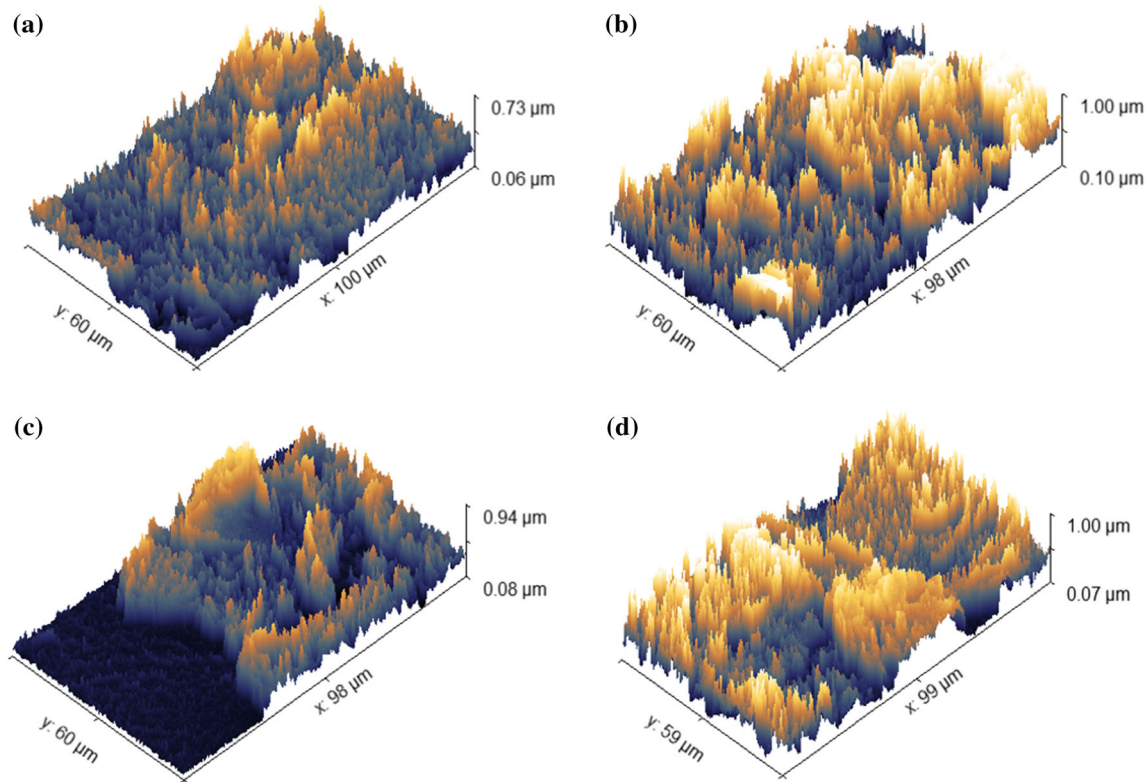 (a)
0.73 µm
0.06 µm
x: 100 µm
y: 60 µm
(b)
1.00 µm
0.10 µm
x: 98 µm
y: 60 µm
(c)
0.94 µm
0.08 µm
x: 98 µm
y: 60 µm
(d)
1.00 µm
0.07 µm
x: 99 µm
y: 59 µm